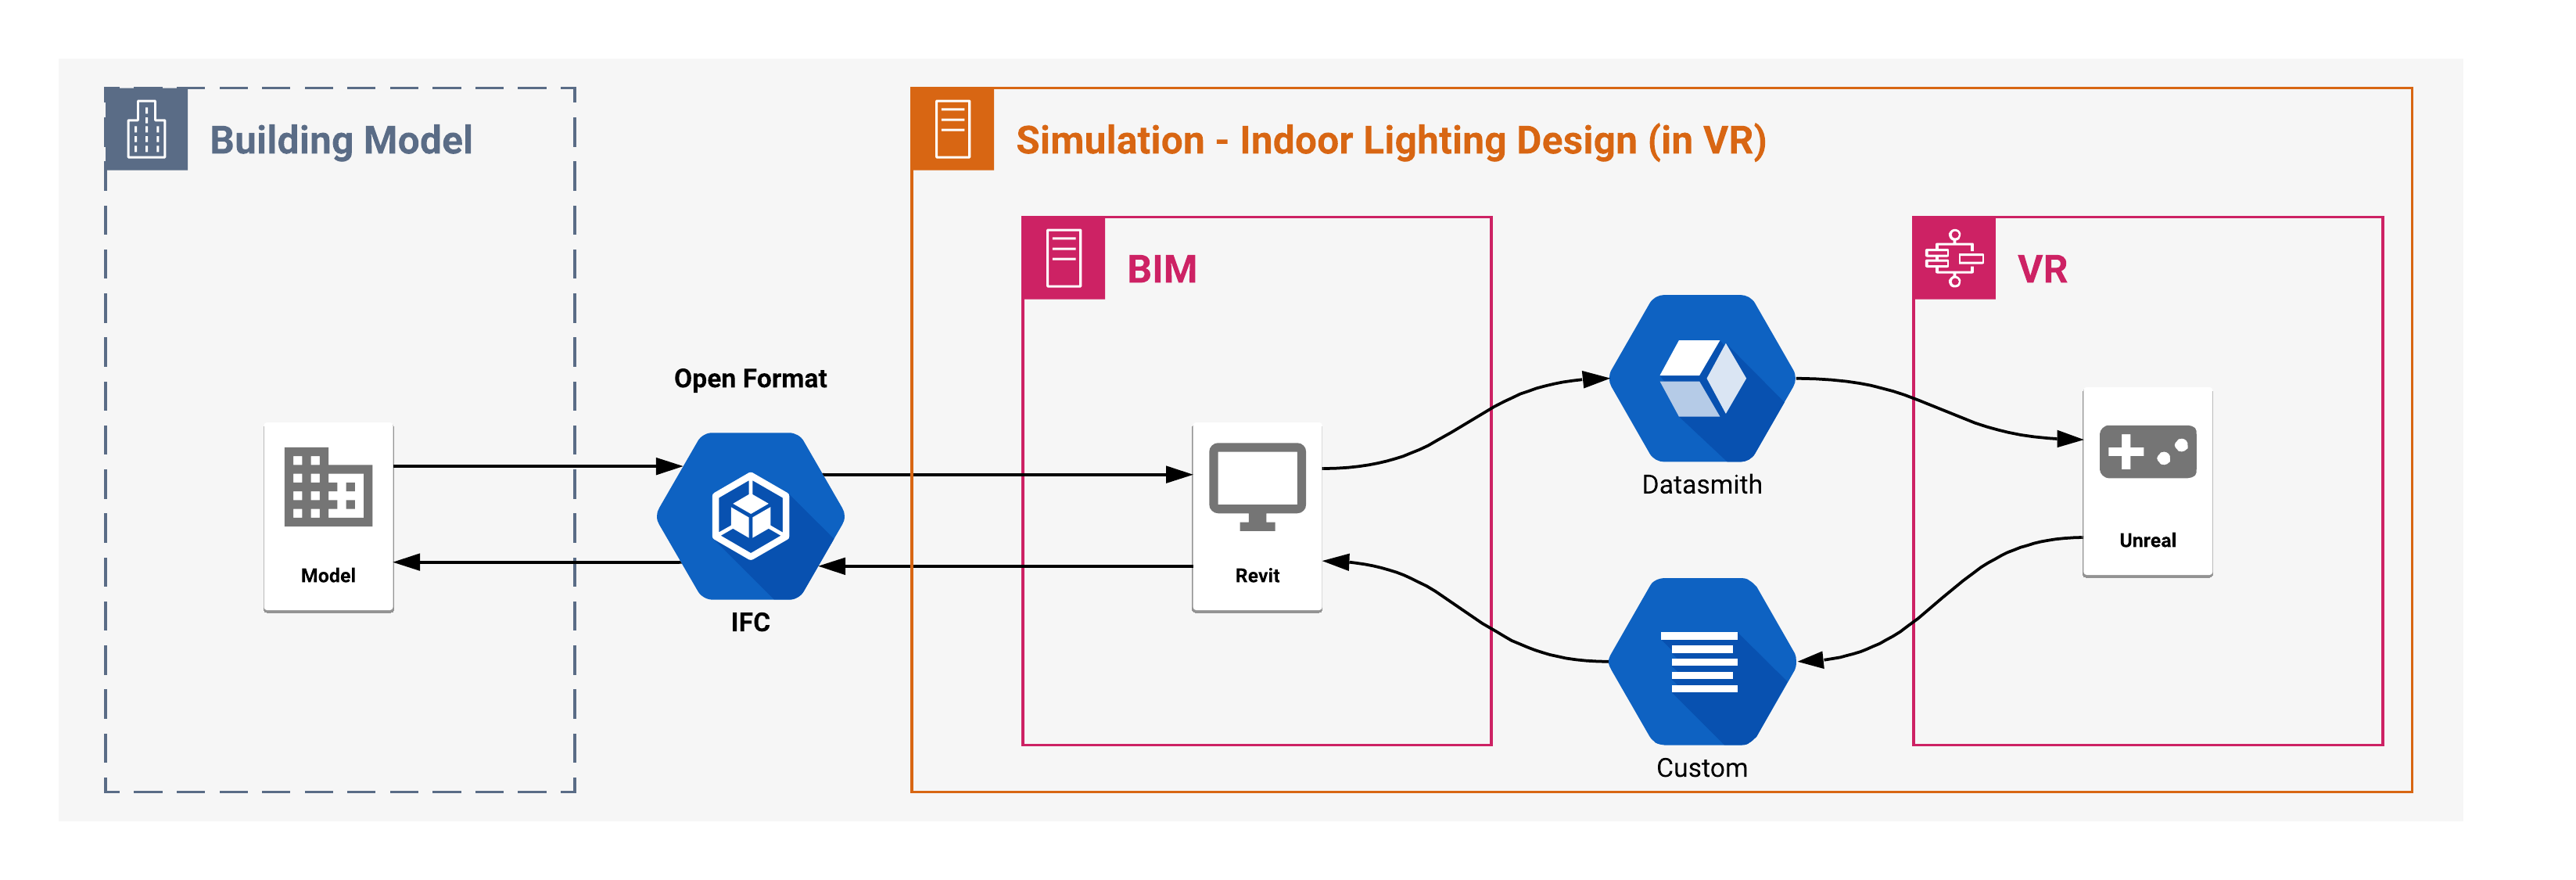 Building Model
Simulation - Indoor Lighting Design (in VR)
BIM
VR
Open Format
Datasmith
Unreal
Model
Revit
IFC
Custom